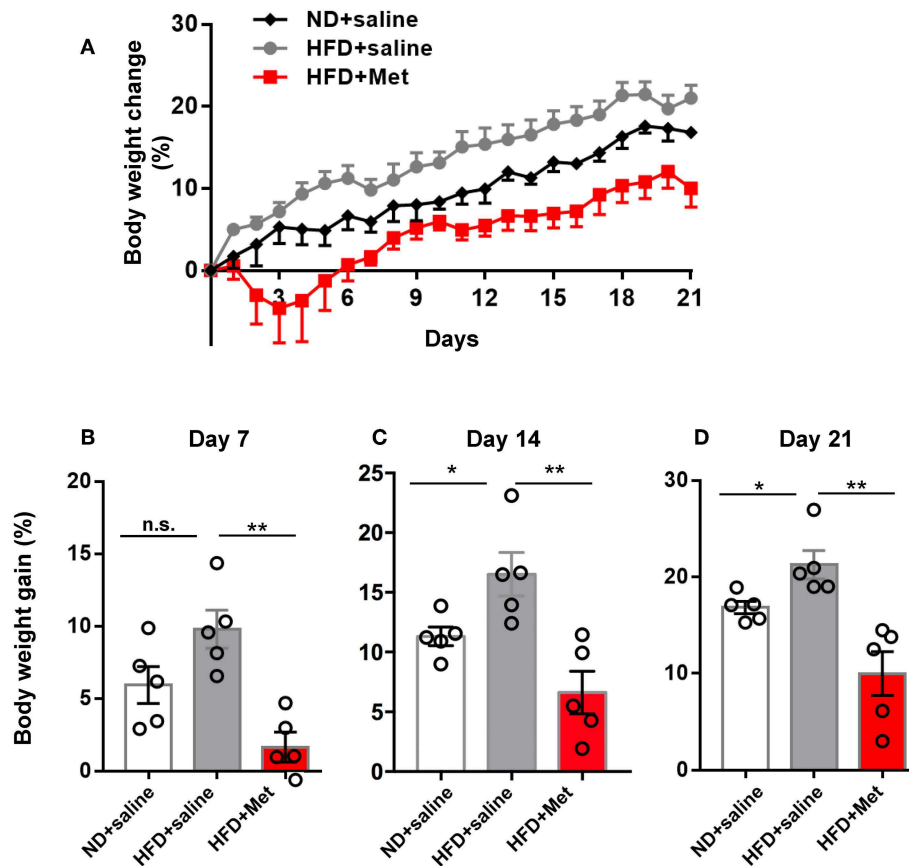 A
ND+saline
HFD+saline
HFD+Met
Body weight change
(%)
30
20
10
0
3 6 9 12 15 18 21
Days
B Day 7
Body weight gain (%)
20
15
10
5
0
n.s. **
ND+saline HFD+saline HFD+Met
C Day 14
25
20
15
10
5
0
* **
ND+saline HFD+saline HFD+Met
D Day 21
30
20
10
0
* **
ND+saline HFD+saline HFD+Met